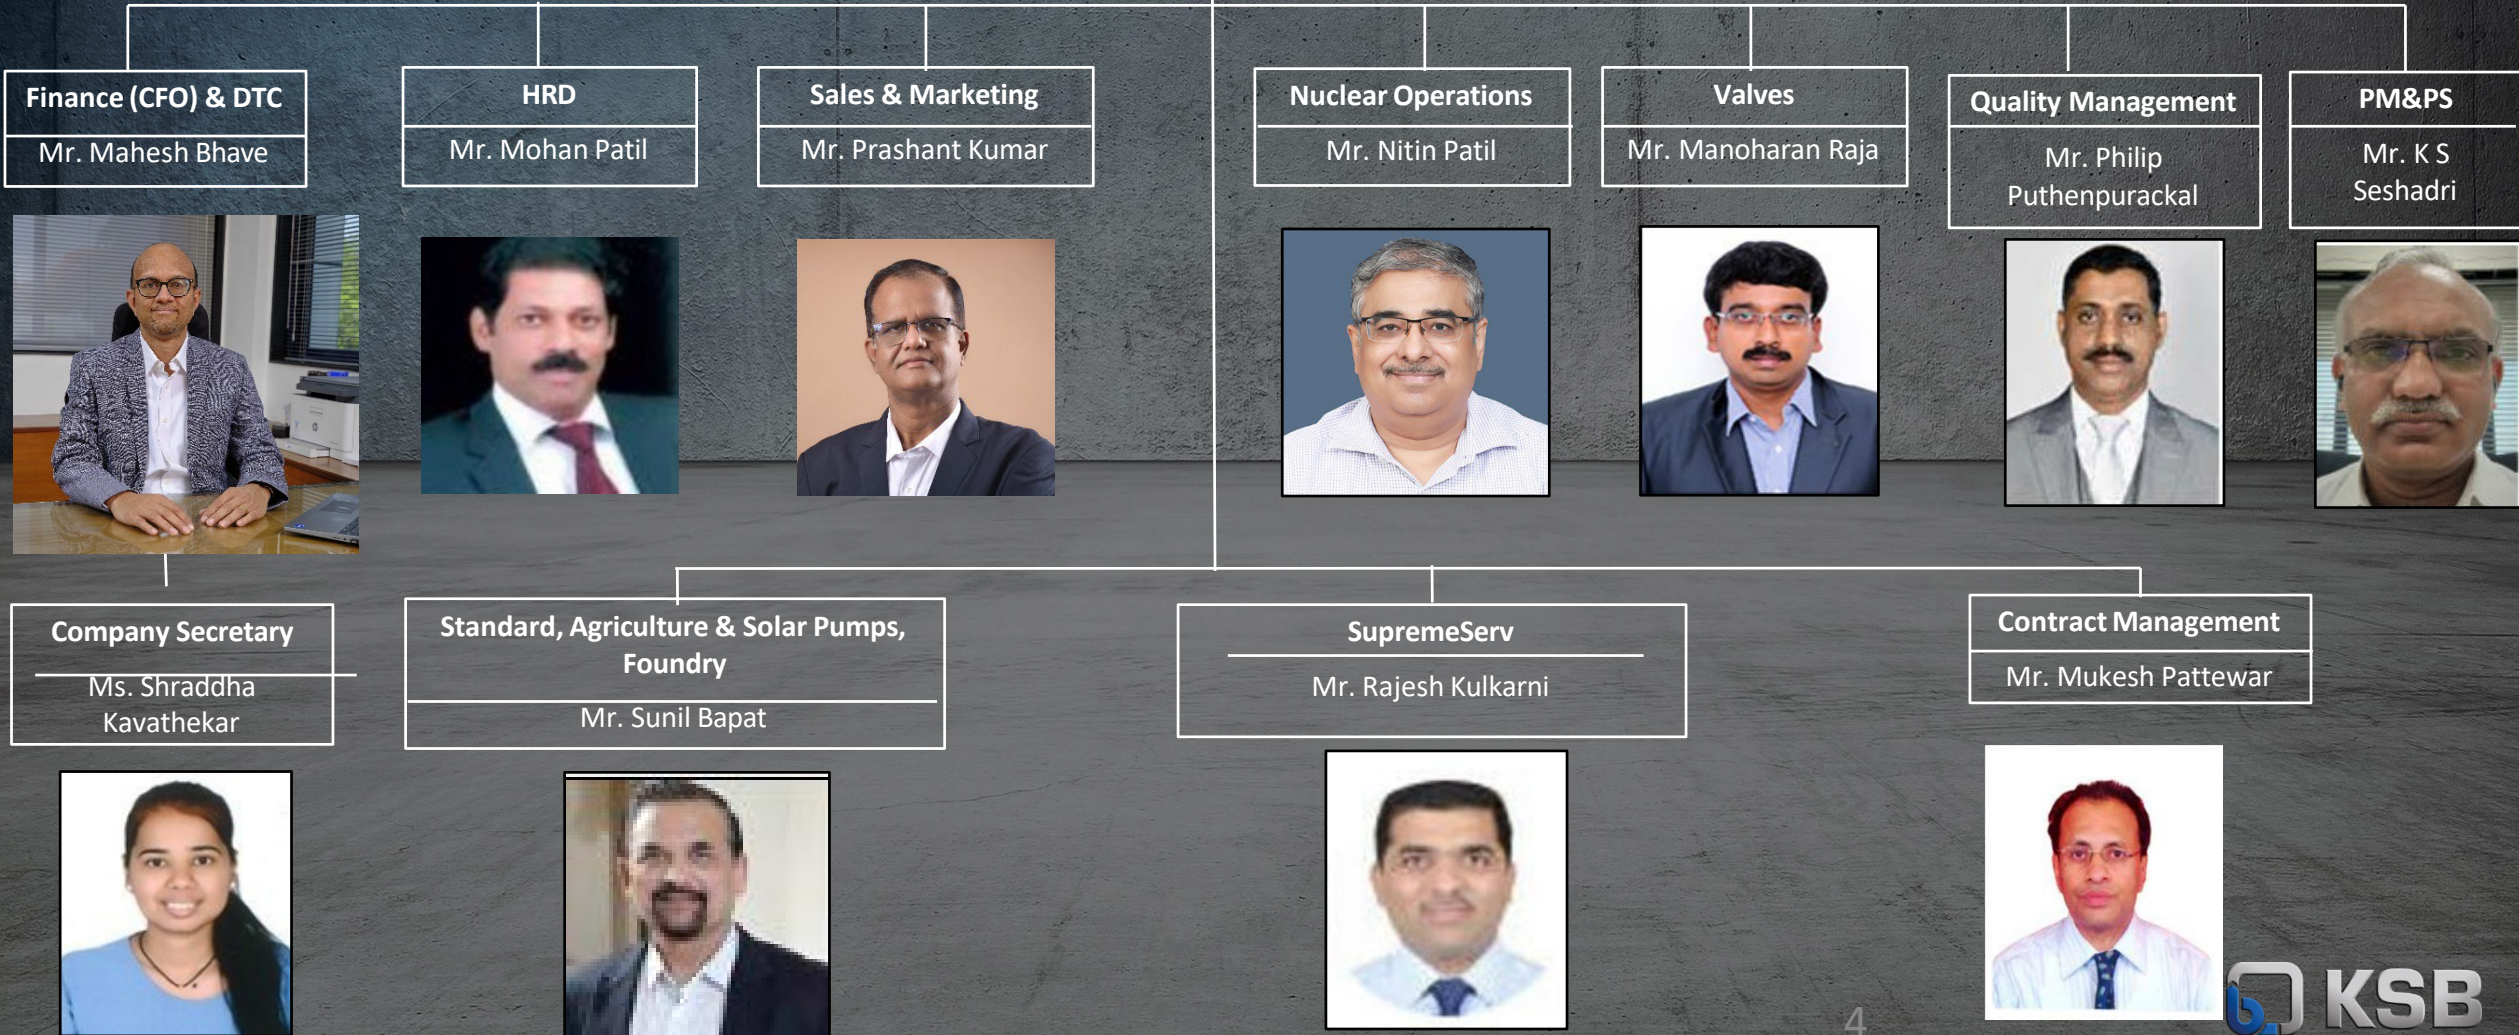 Finance (CFO) & DTC
Mr. Mahesh Bhave
HRD
Mr. Mohan Patil
Sales & Marketing
Mr. Prashant Kumar
Nuclear Operations
Mr. Nitin Patil
Valves
Mr. Manoharan Raja
Quality Management
Mr. Philip
Puthenpurackal
PM&PS
Mr. K S
Seshadri
Company Secretary
Ms. Shraddha
Kavathekar
Standard, Agriculture & Solar Pumps,
Foundry
Mr. Sunil Bapat
SupremeServ
Mr. Rajesh Kulkarni
Contract Management
Mr. Mukesh Pattewar
4
KSB